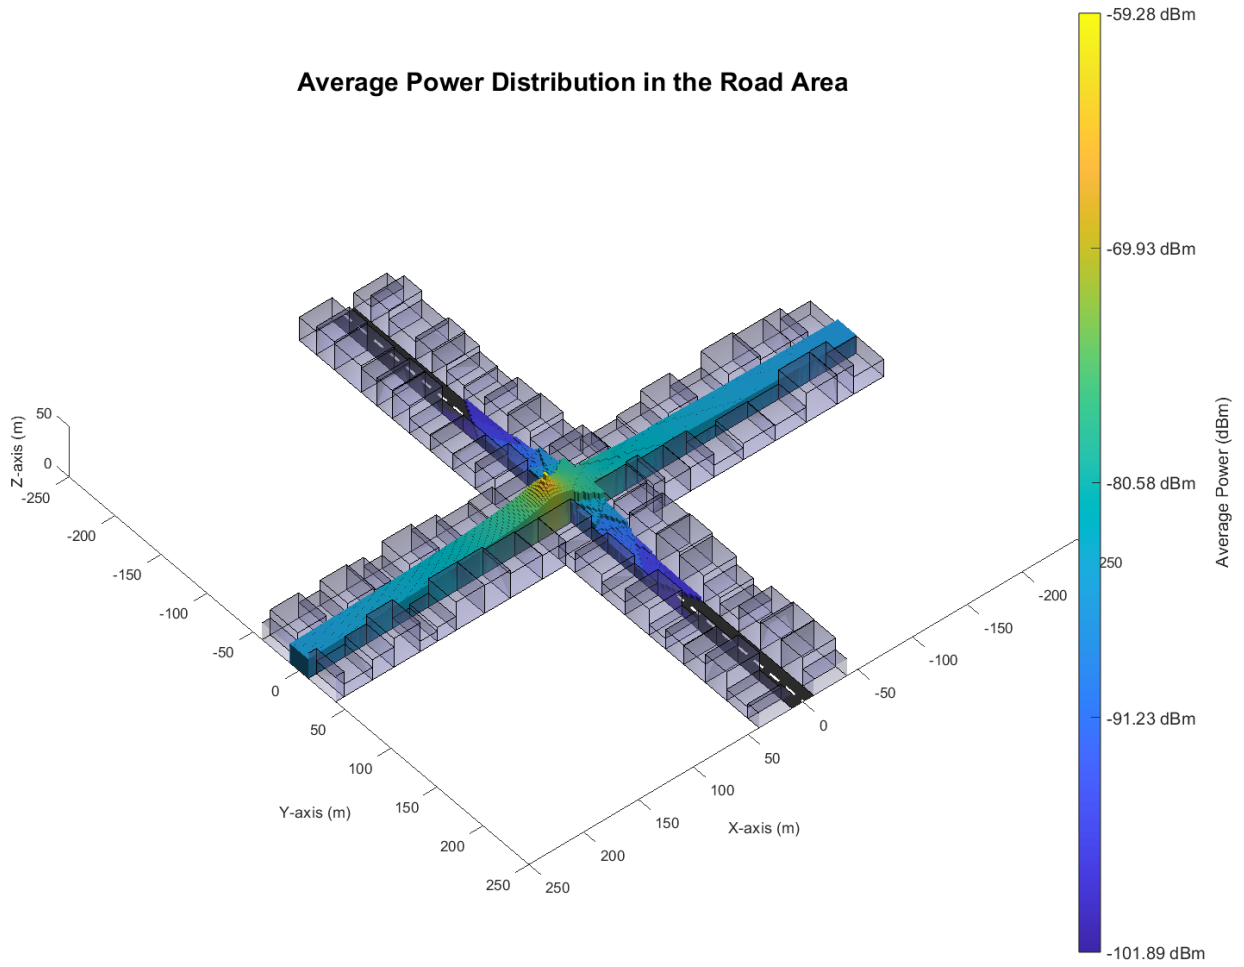 Average Power Distribution in the Road Area
-59.28 dBm
-69.93 dBm
-80.58 dBm
-91.23 dBm
-101.89 dBm
Average Power (dBm)
Z-axis (m)
50
0
-250
-200
-150
-100
-50
0
50
100
150
200
250
Y-axis (m)
250
200
150
100
50
0
-50
-100
-150
-200
250
X-axis (m)